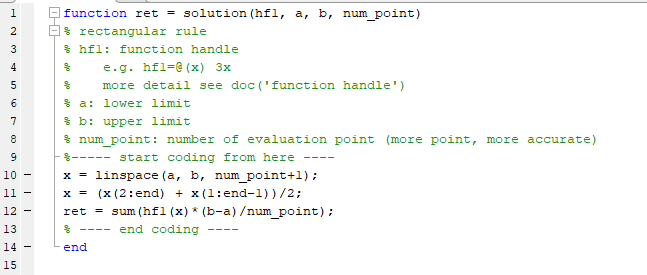 1 function ret = solution(hfl, a, b, num_point)
2 % rectangular rule
3 % hfl: function handle
4 %    e.g. hfl=@(x) 3x
5 %    more detail see doc('function handle')
6 % a: lower limit
7 % b: upper limit
8 % num_point: number of evaluation point (more point, more accurate)
9 %----- start coding from here ----
10 - x = linspace(a, b, num_point+1);
11 - x = (x(2:end) + x(1:end-1))/2;
12 - ret = sum(hfl(x)*(b-a)/num_point);
13 % ---- end coding ----
14 - end
15